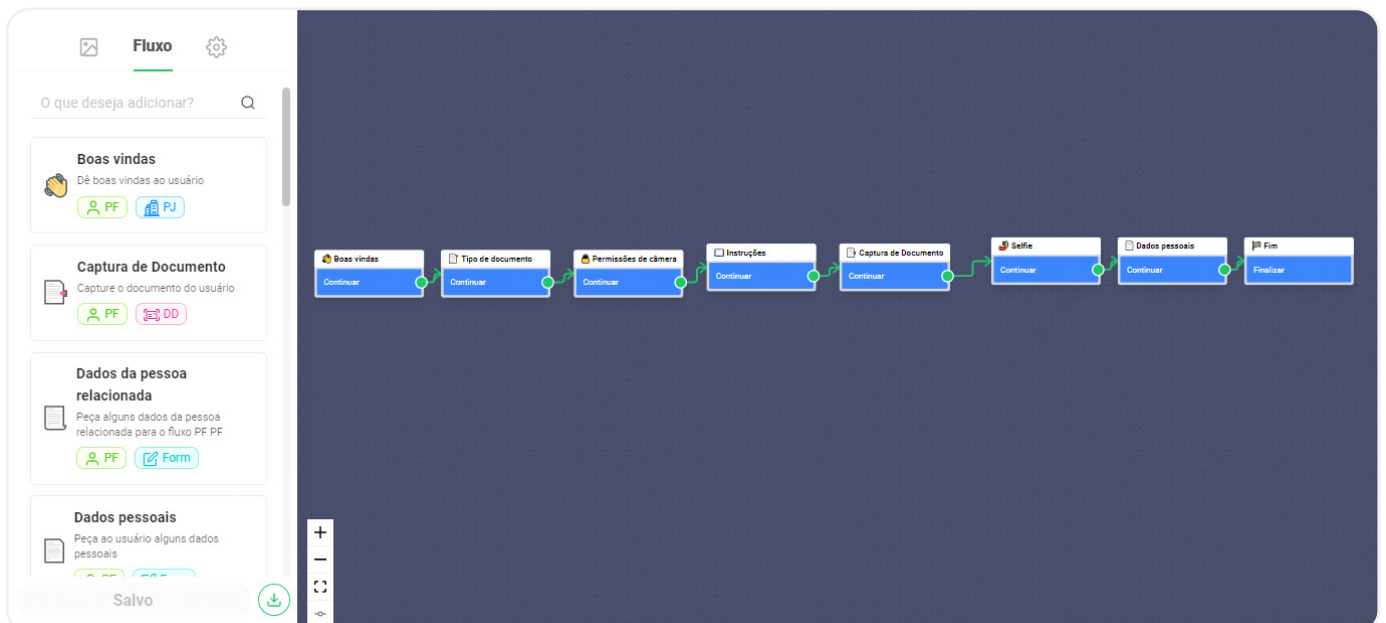 Fluxo
O que deseja adicionar?
Boas vindas
Dê boas vindas ao usuário
PF PJ
Captura de Documento
Capture o documento do usuário
PF DD
Dados da pessoa
relacionada
Peça alguns dados da pessoa
relacionada para o fluxo PF PF
PF Form
Dados pessoais
Peça ao usuário alguns dados
pessoais
PF Form
Salvo
Boas vindas
Continuar
Tipo de documento
Continuar
Permissões de câmera
Continuar
Instruções
Continuar
Captura de Documento
Continuar
Selfie
Continuar
Dados pessoais
Continuar
Fim
Finalizar